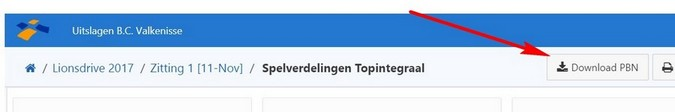 Uitslagen B.C. Valkenisse
/ Lionsdrive 2017 / Zitting 1 [11-Nov] / Spelverdelingen Topintegraal Download PBN